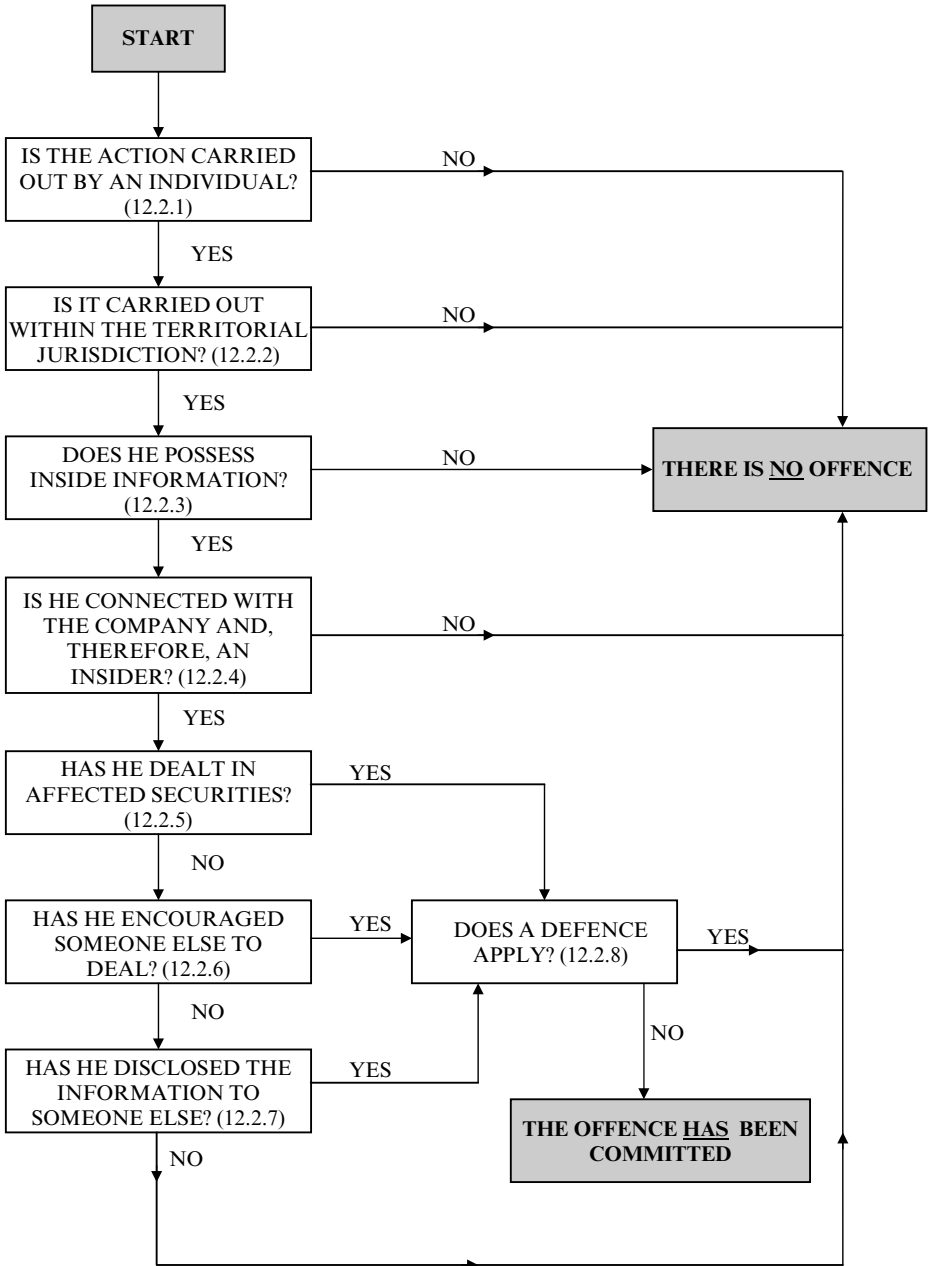 START
IS THE ACTION CARRIED
OUT BY AN INDIVIDUAL?
(12.2.1)
NO
YES
IS IT CARRIED OUT
WITHIN THE TERRITORIAL
JURISDICTION? (12.2.2)
NO
YES
DOES HE POSSESS
INSIDE INFORMATION?
(12.2.3)
NO
THERE IS NO OFFENCE
YES
IS HE CONNECTED WITH
THE COMPANY AND,
THEREFORE, AN
INSIDER? (12.2.4)
NO
YES
HAS HE DEALT IN
AFFECTED SECURITIES?
(12.2.5)
YES
NO
HAS HE ENCOURAGED
SOMEONE ELSE TO
DEAL? (12.2.6)
YES
DOES A DEFENCE
APPLY? (12.2.8)
YES
NO
NO
HAS HE DISCLOSED THE
INFORMATION TO
SOMEONE ELSE? (12.2.7)
YES
THE OFFENCE HAS BEEN
COMMITTED
NO